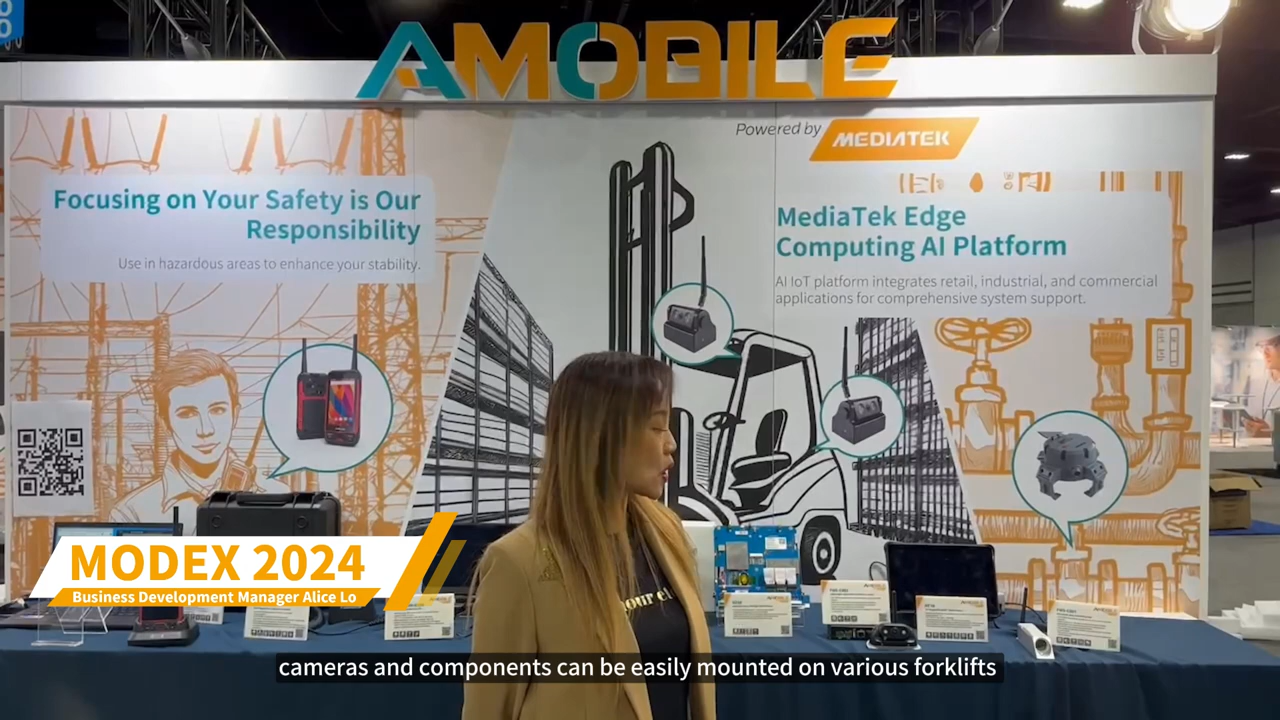 AMOBILE
Powered by MEDIATEK
Focusing on Your Safety is Our
Responsibility
Use in hazardous areas to enhance your stability.
MediaTek Edge
Computing AI Platform
AI IoT platform integrates retail, industrial, and commercial
applications for comprehensive system support.
MODEX 2024
Business Development Manager Alice Lo
cameras and components can be easily mounted on various forklifts